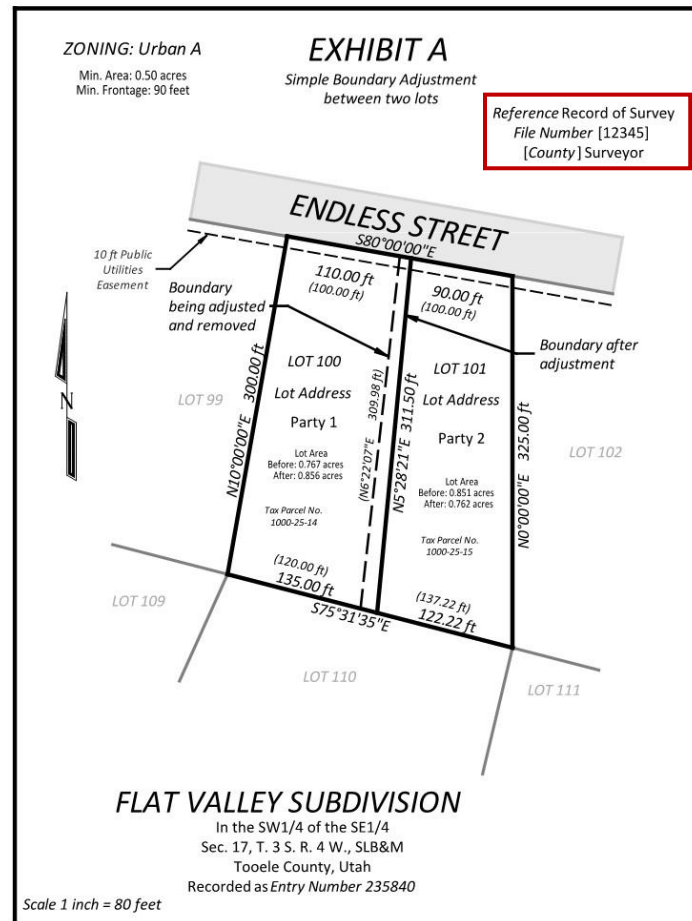 ZONING: Urban A
Min. Area: 0.50 acres
Min. Frontage: 90 feet
EXHIBIT A
Simple Boundary Adjustment
between two lots
Reference Record of Survey
File Number [12345]
[County] Surveyor
ENDLESS STREET
S80°00'00"E
10 ft Public
Utilities
Easement
Boundary
being adjusted
and removed
110.00 ft
(100.00 ft)
90.00 ft
(100.00 ft)
Boundary after
adjustment
LOT 99
N10°00'00"E 300.00 ft
LOT 100
Lot Address
Party 1
Lot Area
Before: 0.767 acres
After: 0.856 acres
Tax Parcel No.
1000-25-14
(N6°22'07"E 309.98 ft)
N5°28'21"E 311.50 ft
LOT 101
Lot Address
Party 2
Lot Area
Before: 0.851 acres
After: 0.762 acres
Tax Parcel No.
1000-25-15
N0°00'00"E 325.00 ft
LOT 102
N
(120.00 ft)
135.00 ft
S75°31'35"E
(137.22 ft)
122.22 ft
LOT 109
LOT 110
LOT 111
FLAT VALLEY SUBDIVISION
In the SW1/4 of the SE1/4
Sec. 17, T. 3 S. R. 4 W., SLB&M
Tooele County, Utah
Recorded as Entry Number 235840
Scale 1 inch = 80 feet